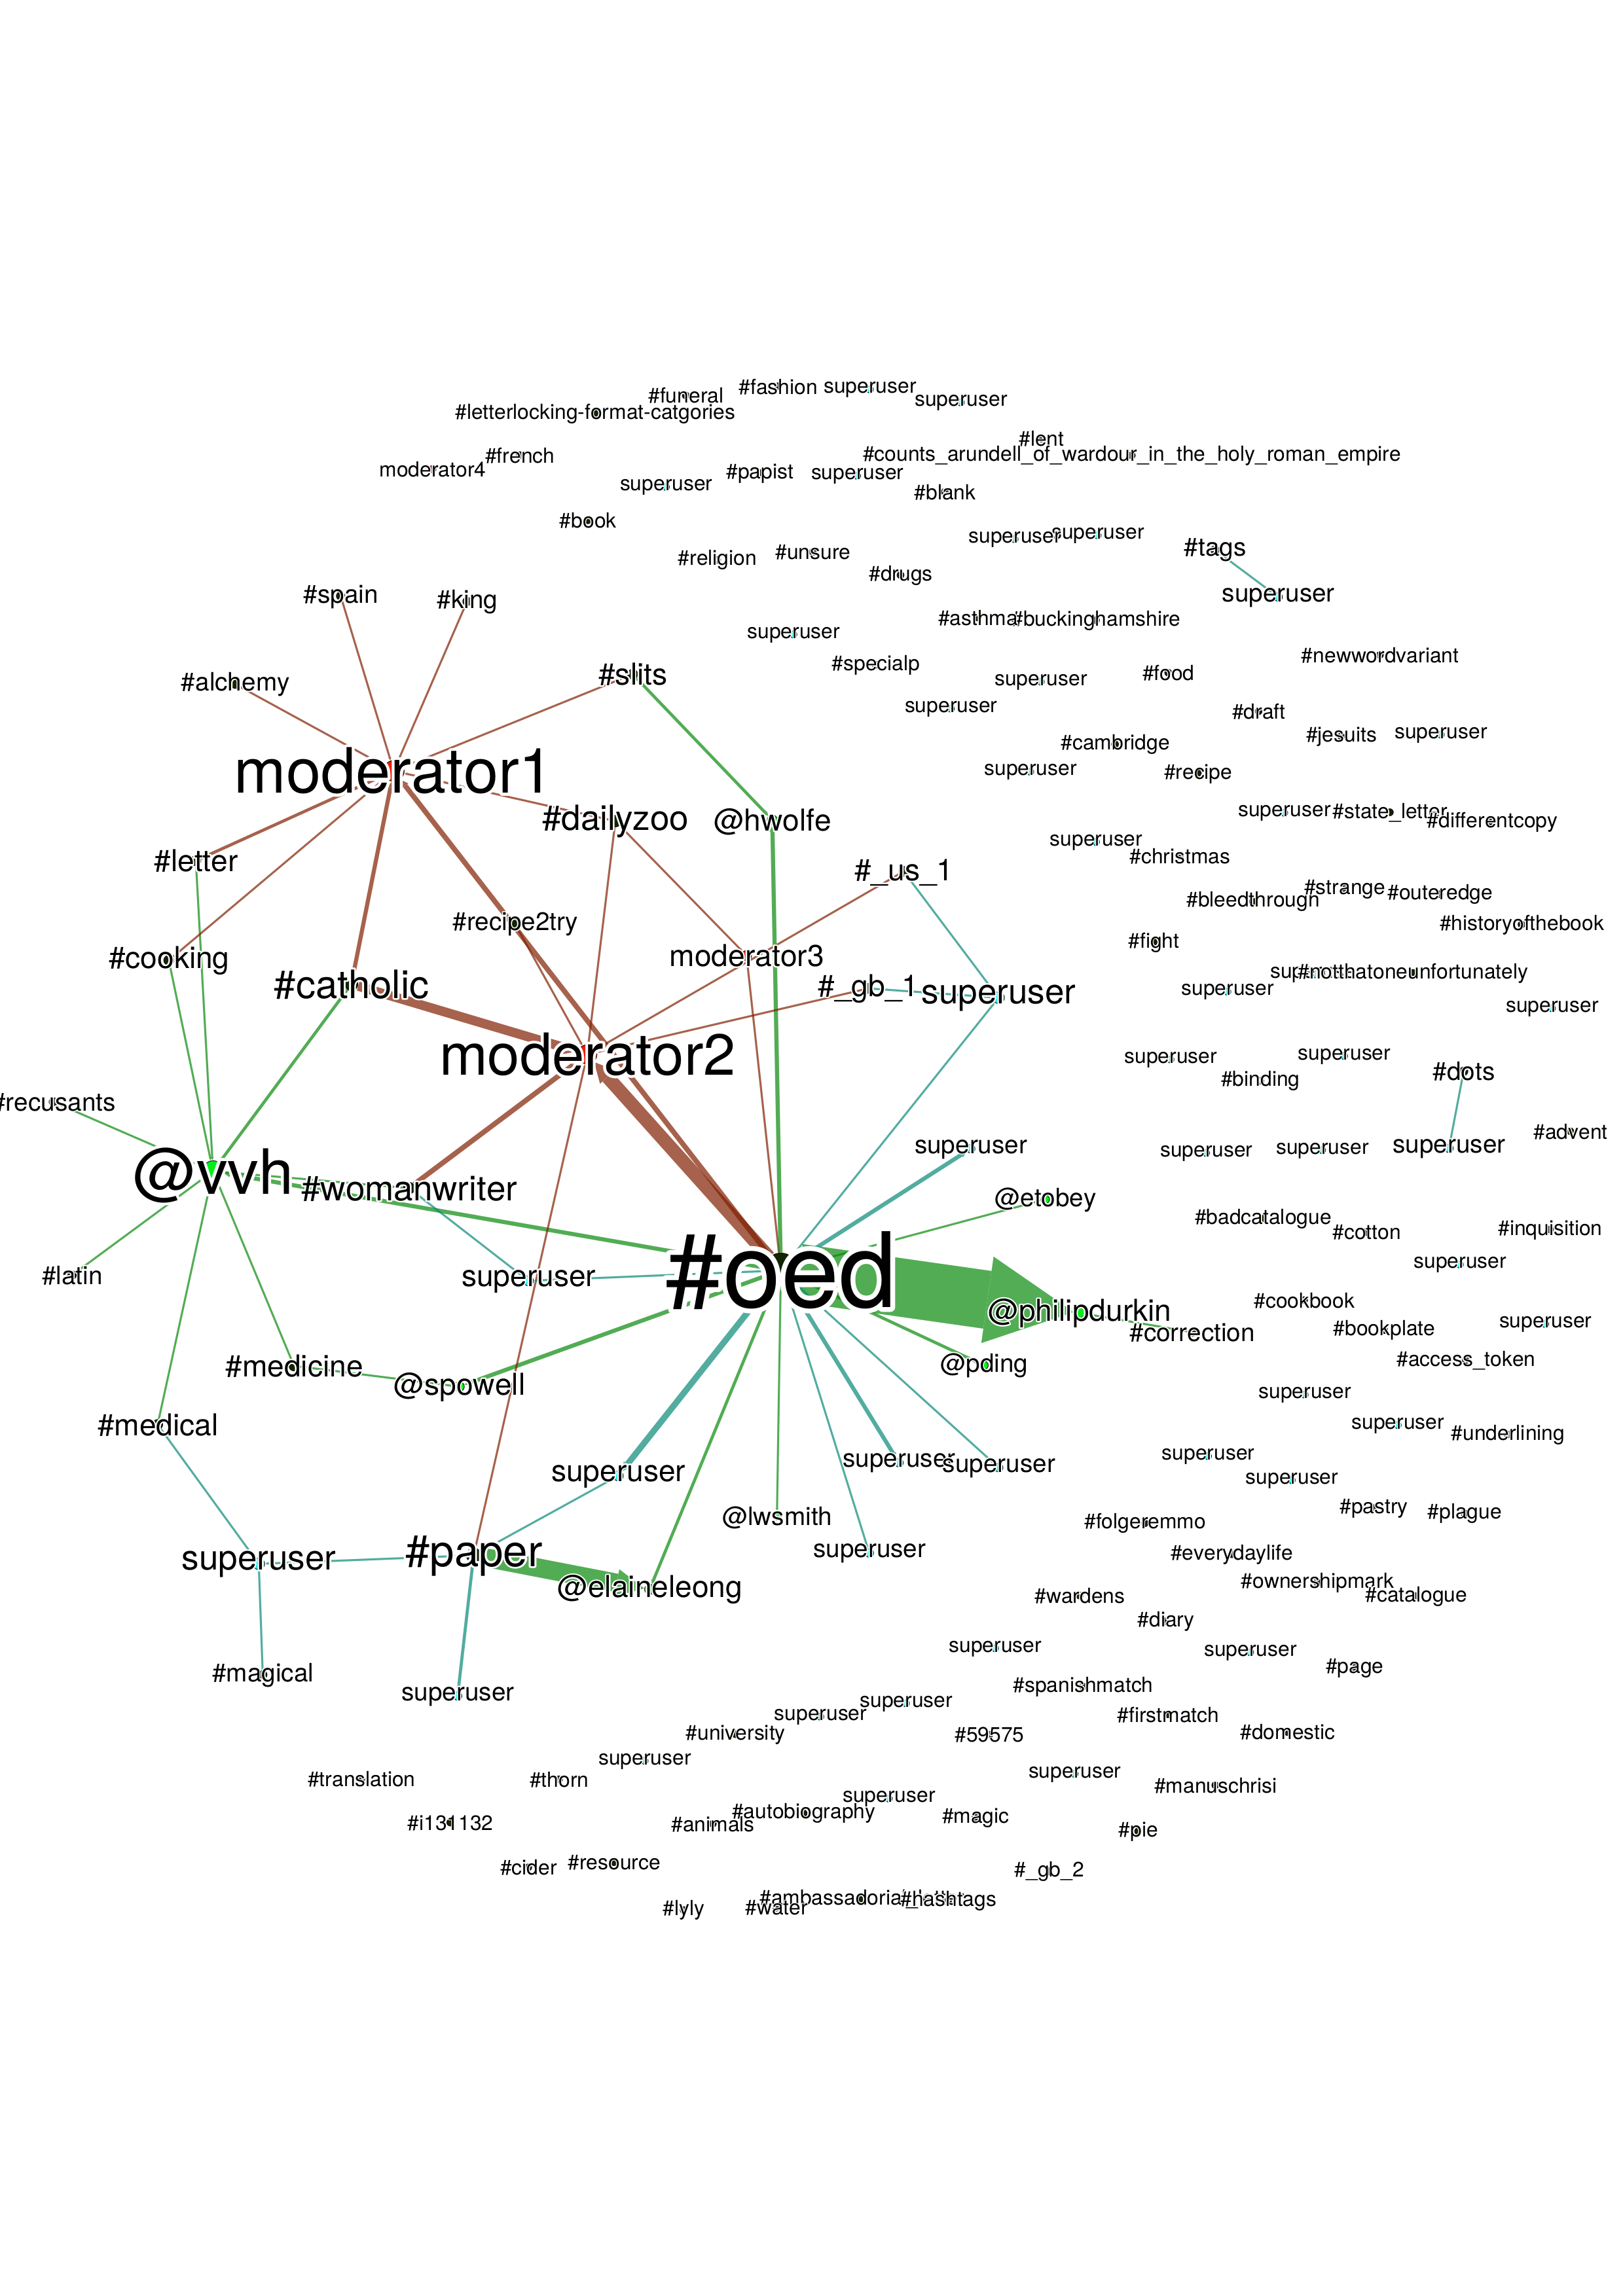 #funeral
#fashion
superuser
superuser
#letterlocking-format-catgories
#lent
#counts_arundell_of_wardour_in_the_holy_roman_empire
#french
moderator4
#papist
superuser
superuser
#blank
#book
superuser
superuser
#tags
#religion
#unsure
#drugs
superuser
#spain
#king
#asthma
#buckinghamshire
superuser
#newwordvariant
#specialp
#slits
#food
#alchemy
superuser
superuser
#draft
#jesuits
superuser
#cambridge
moderator1
superuser
#recipe
superuser
#state_letter
#differentcopy
#dailyzoo
@hwolfe
superuser
#christmas
#letter
#_us_1
#strange
#outeredge
#bleedthrough
#recipe2try
#historyofthebook
#fight
#cooking
moderator3
#notthatoneunfortunately
#catholic
#_gb_1
superuser
superuser
superuser
moderator2
superuser
superuser
#dots
#binding
#recusants
#advent
superuser
superuser
superuser
superuser
@vvh
#womanwriter
@etobey
#badcatalogue
#cotton
#inquisition
superuser
#latin
superuser
#oed
#cookbook
@philipdurkin
superuser
#correction
#bookplate
#access_token
#medicine
@pding
@spowell
superuser
#medical
superuser
#underlining
superuser
superuser
superuser
superuser
superuser
#pastry
#plague
@lwsmith
#folgeremmo
superuser
#paper
#everydaylife
superuser
@elaineleong
#ownershipmark
#catalogue
#wardens
#diary
superuser
superuser
#page
#magical
#spanishmatch
superuser
superuser
superuser
#firstmatch
#university
#59575
#domestic
superuser
superuser
#translation
#thorn
#manuschrisi
superuser
#autobiography
#magic
#i131132
#animals
#pie
#cider
#resource
#_gb_2
#hashtags
#lyly
#water